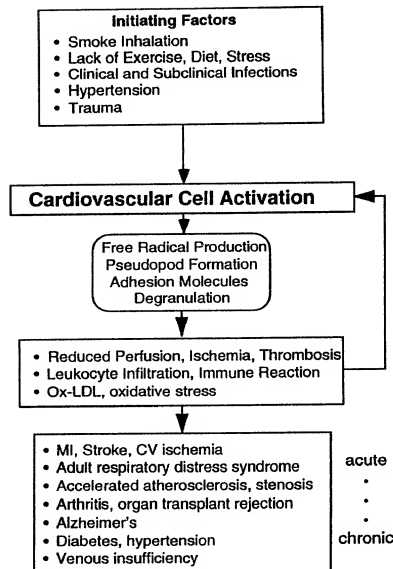 Initiating Factors
• Smoke Inhalation
• Lack of Exercise, Diet, Stress
• Clinical and Subclinical Infections
• Hypertension
• Trauma
Cardiovascular Cell Activation
Free Radical Production
Pseudopod Formation
Adhesion Molecules
Degranulation
• Reduced Perfusion, Ischemia, Thrombosis
• Leukocyte Infiltration, Immune Reaction
• Ox-LDL, oxidative stress
• MI, Stroke, CV ischemia
• Adult respiratory distress syndrome
• Accelerated atherosclerosis, stenosis
• Arthritis, organ transplant rejection
• Alzheimer's
• Diabetes, hypertension
• Venous insufficiency
acute
•
•
•
chronic